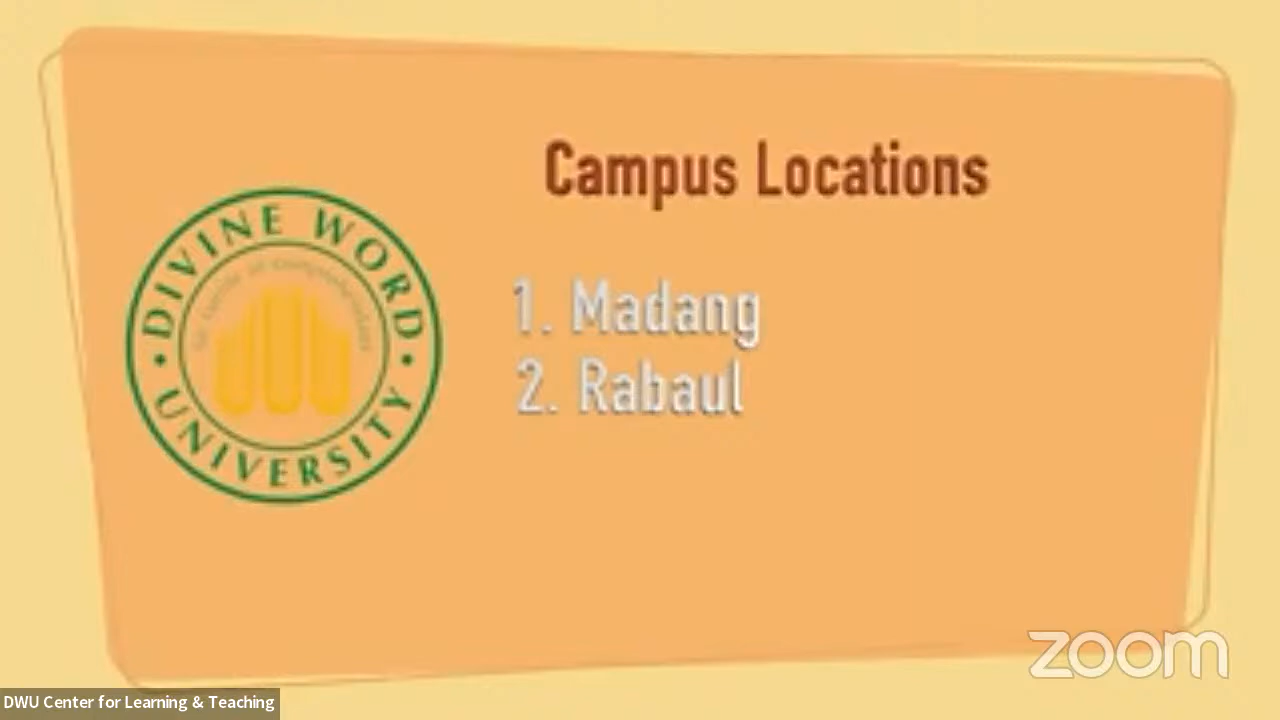 Campus Locations
DIVINE WORD
UNIVERSITY
1. Madang
2. Rabaul
zoom
DWU Center for Learning & Teaching